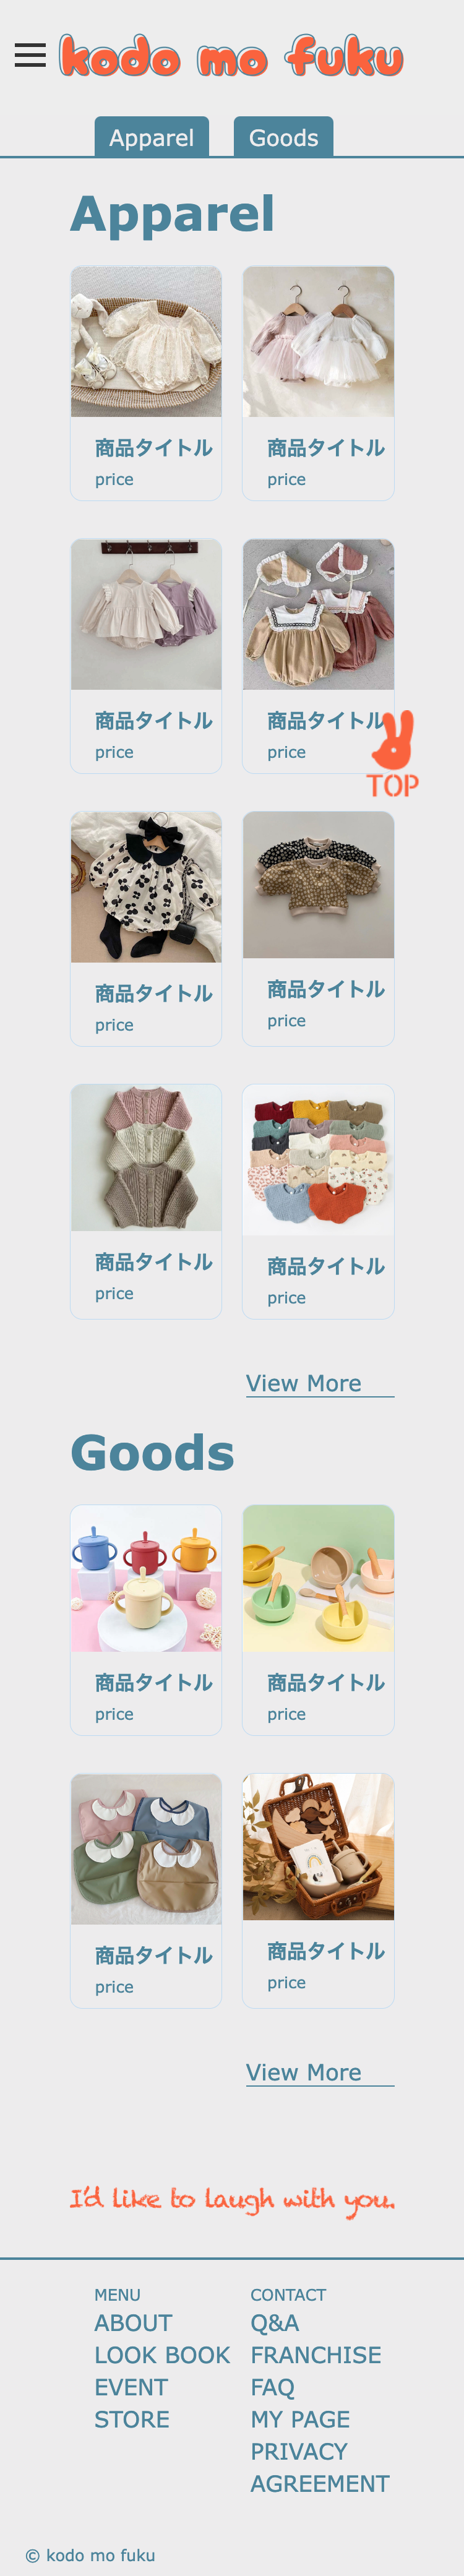 kodo mo fuku
Apparel
Goods
Apparel
商品タイトル
price
商品タイトル
price
商品タイトル
price
商品タイトル
price
TOP
商品タイトル
price
商品タイトル
price
商品タイトル
price
商品タイトル
price
View More
Goods
商品タイトル
price
商品タイトル
price
商品タイトル
price
商品タイトル
price
View More
I'd like to laugh with you.
MENU
ABOUT
LOOK BOOK
EVENT
STORE
CONTACT
Q&A
FRANCHISE
FAQ
MY PAGE
PRIVACY
AGREEMENT
© kodo mo fuku